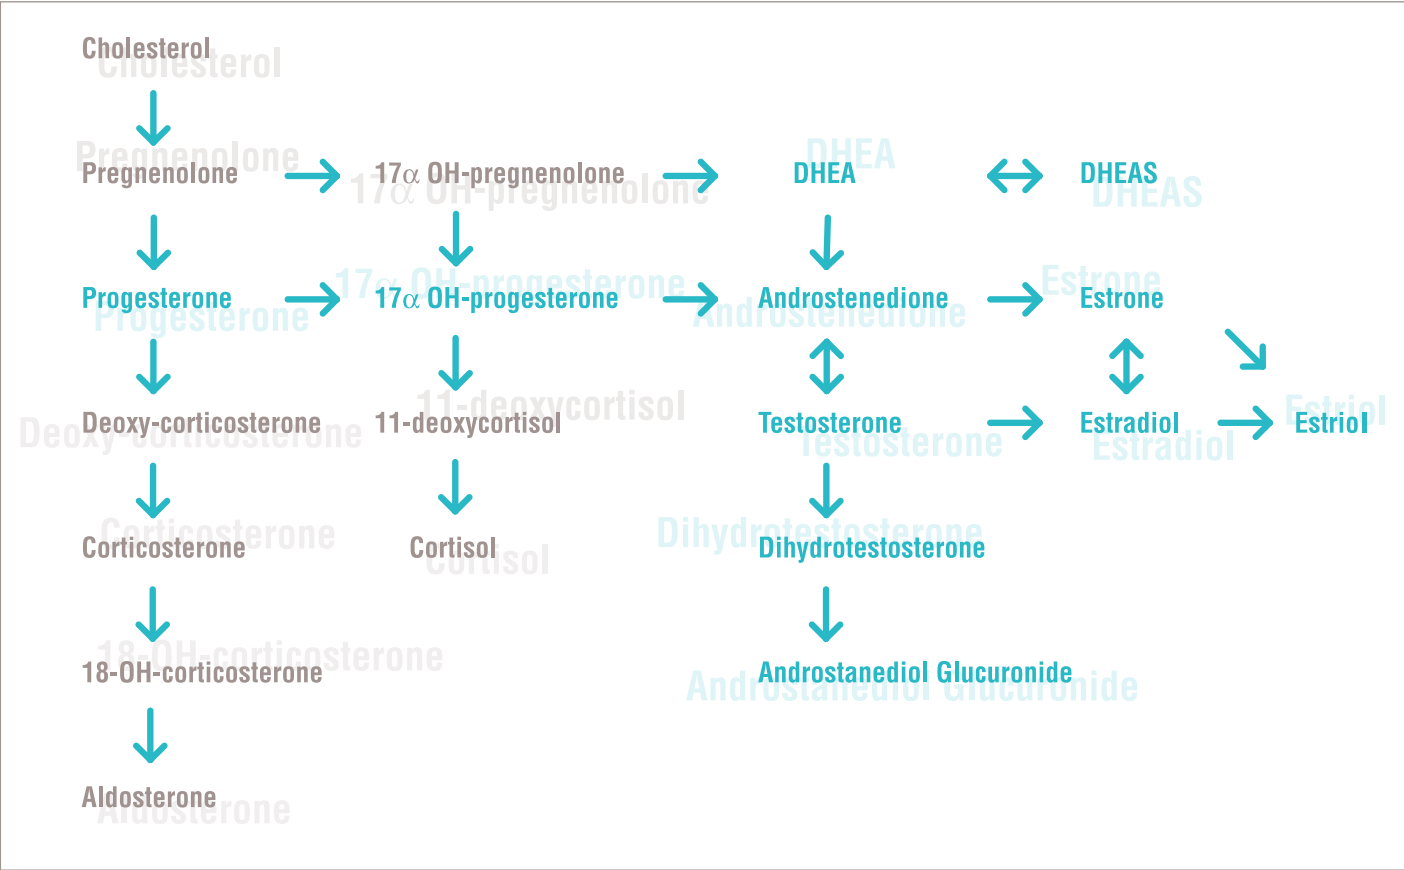 Cholesterol
Pregnenolone 17α OH-pregnenolone DHEA DHEAS
Progesterone 17α OH-progesterone Androstenedione Estrone
Deoxy-corticosterone 11-deoxycortisol Testosterone Estradiol Estriol
Corticosterone Cortisol Dihydrotestosterone
18-OH-corticosterone Androstanediol Glucuronide
Aldosterone